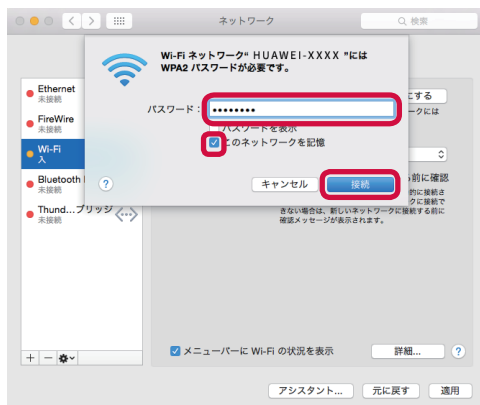 ネットワーク
検索
Wi-Fi ネットワーク“ HUAWEI-XXXX ”には
WPA2 パスワードが必要です。
パスワード：
••••••••
パスワードを表示
このネットワークを記憶
?
キャンセル
接続
Ethernet
未接続
FireWire
未接続
Wi-Fi
入
Bluetooth
未接続
Thund…ブリッジ
未接続
にする
ークには
前に確認
的に接続さ
クに接続で
きない場合は、新しいネットワークに接続する前に
確認メッセージが表示されます。
メニューバーに Wi-Fi の状況を表示
詳細...
?
アシスタント...
元に戻す
適用